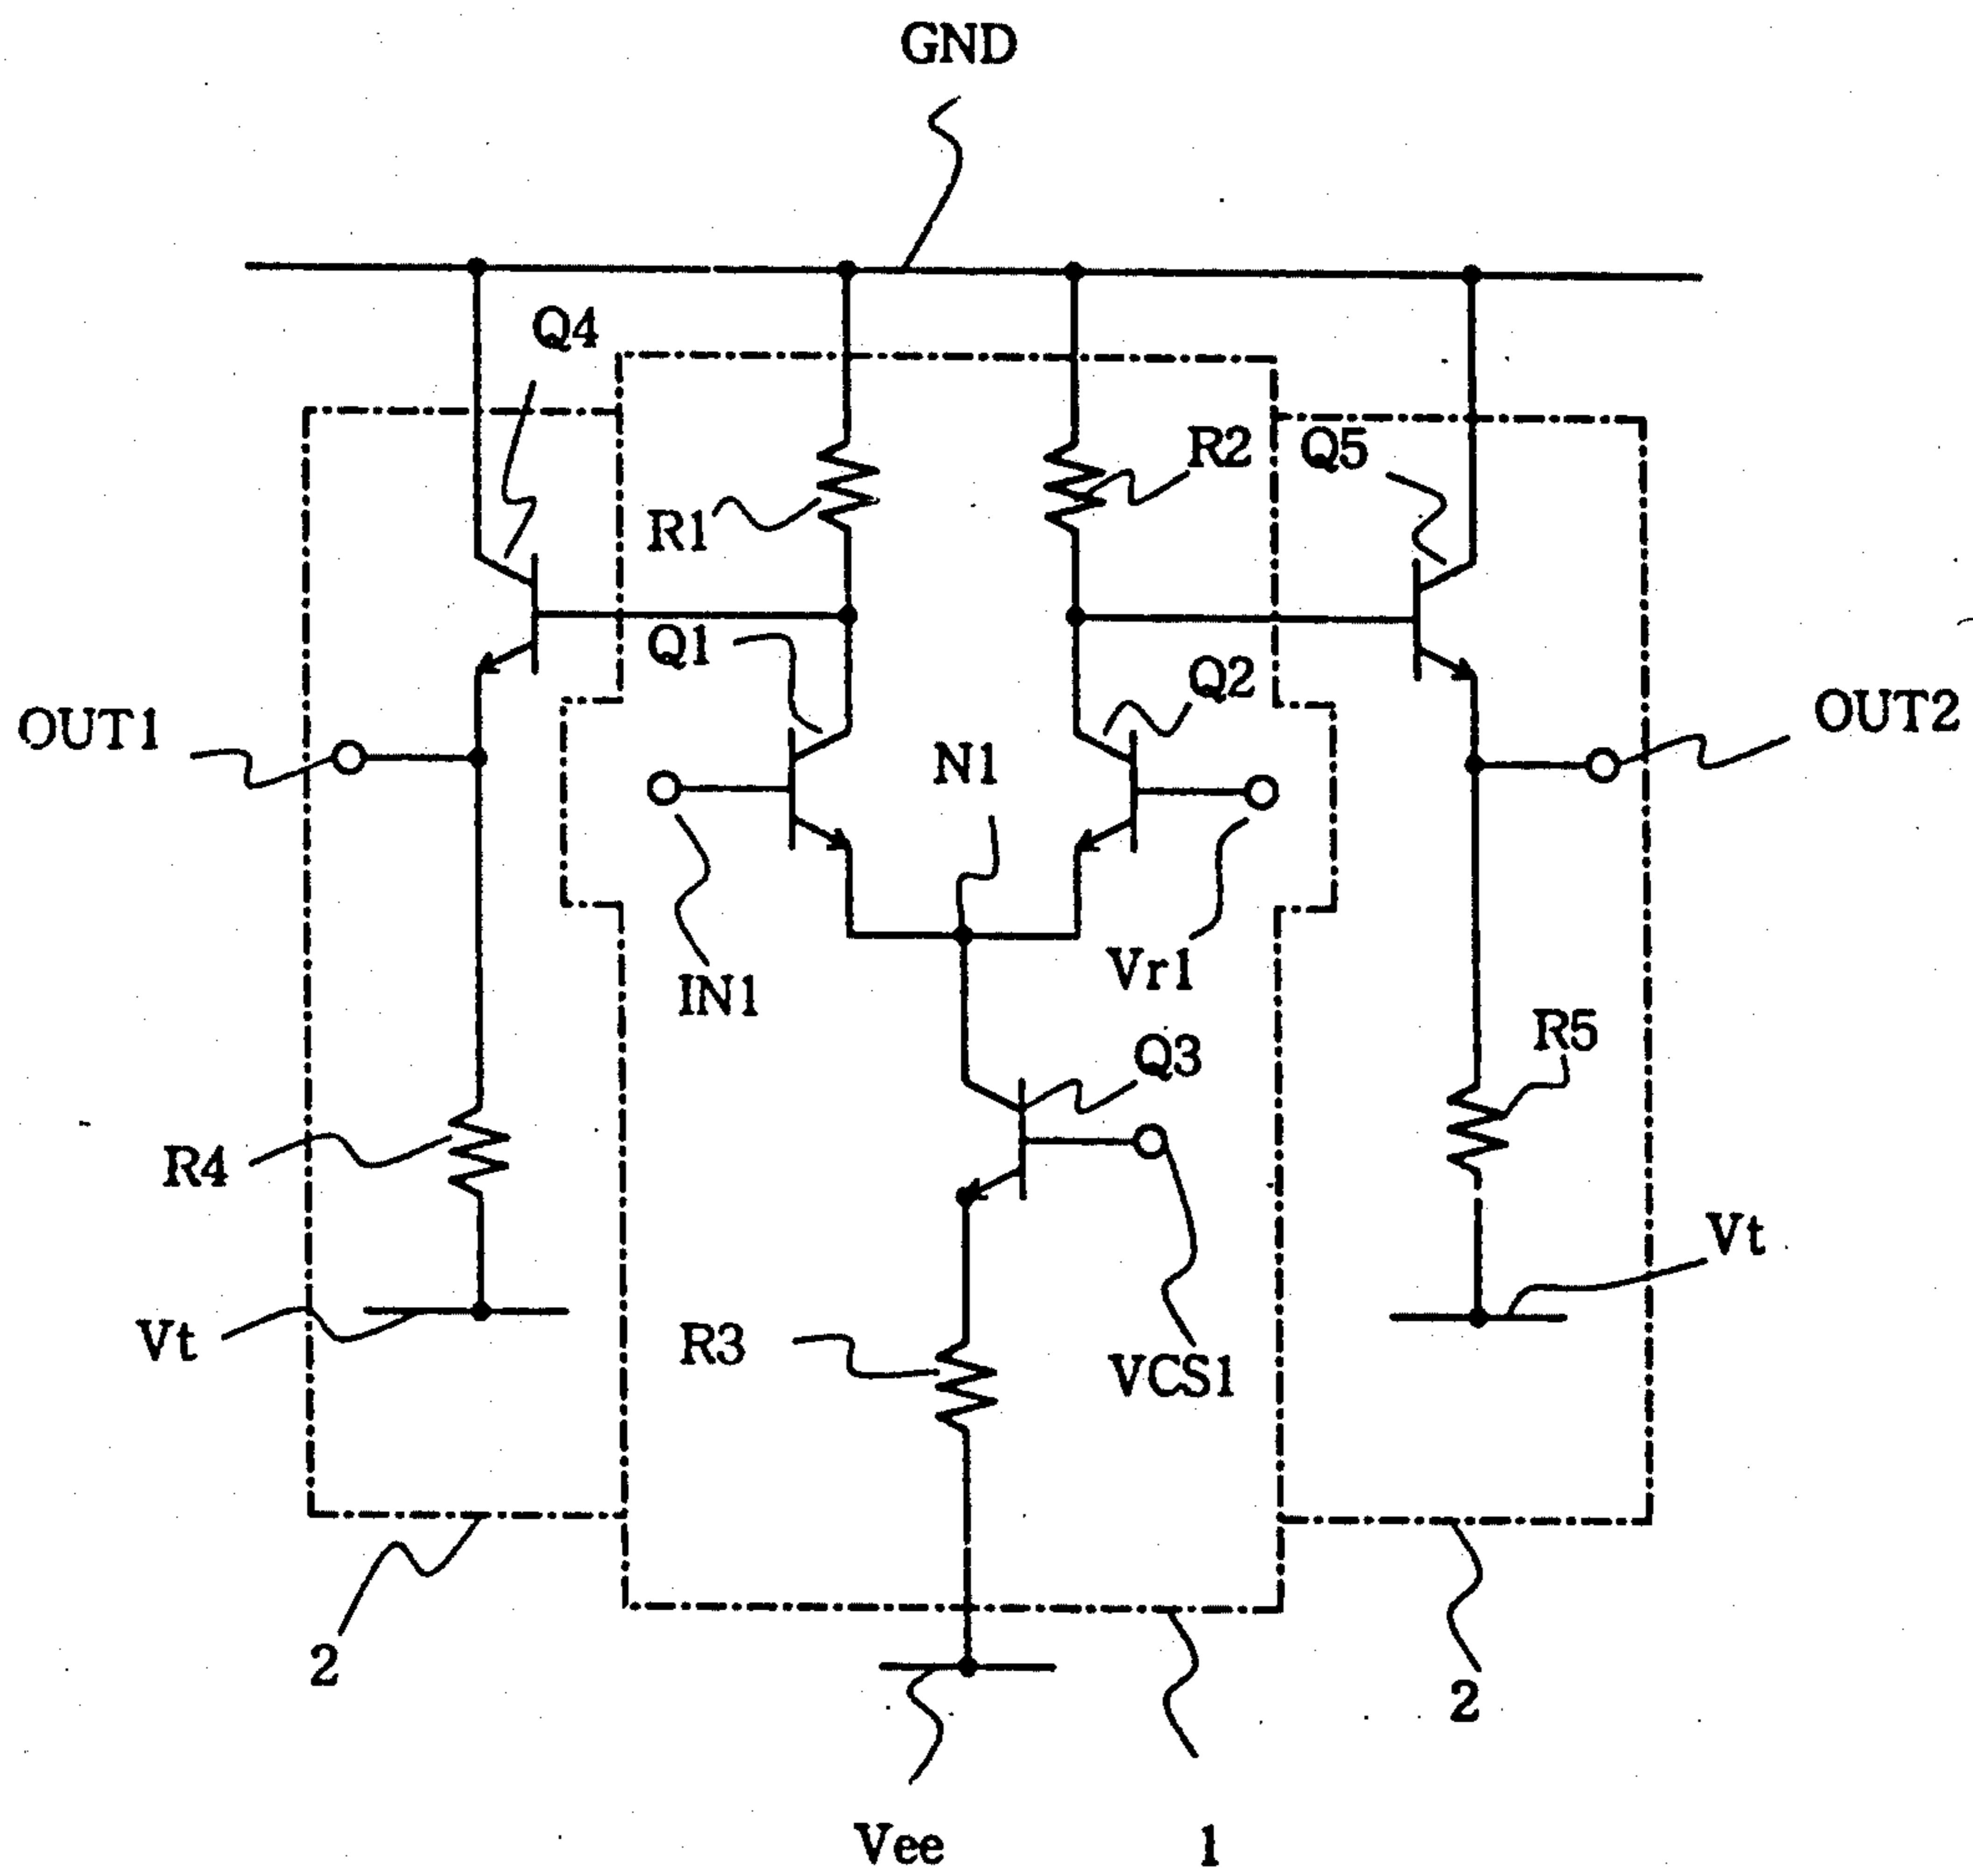 GND
Q4
R2
Q5
R1
Q1
Q2
OUT1
N1
OUT2
IN1
Vr1
R5
Q3
R4
Vt
Vt
R3
VCS1
2
2
Vee
1